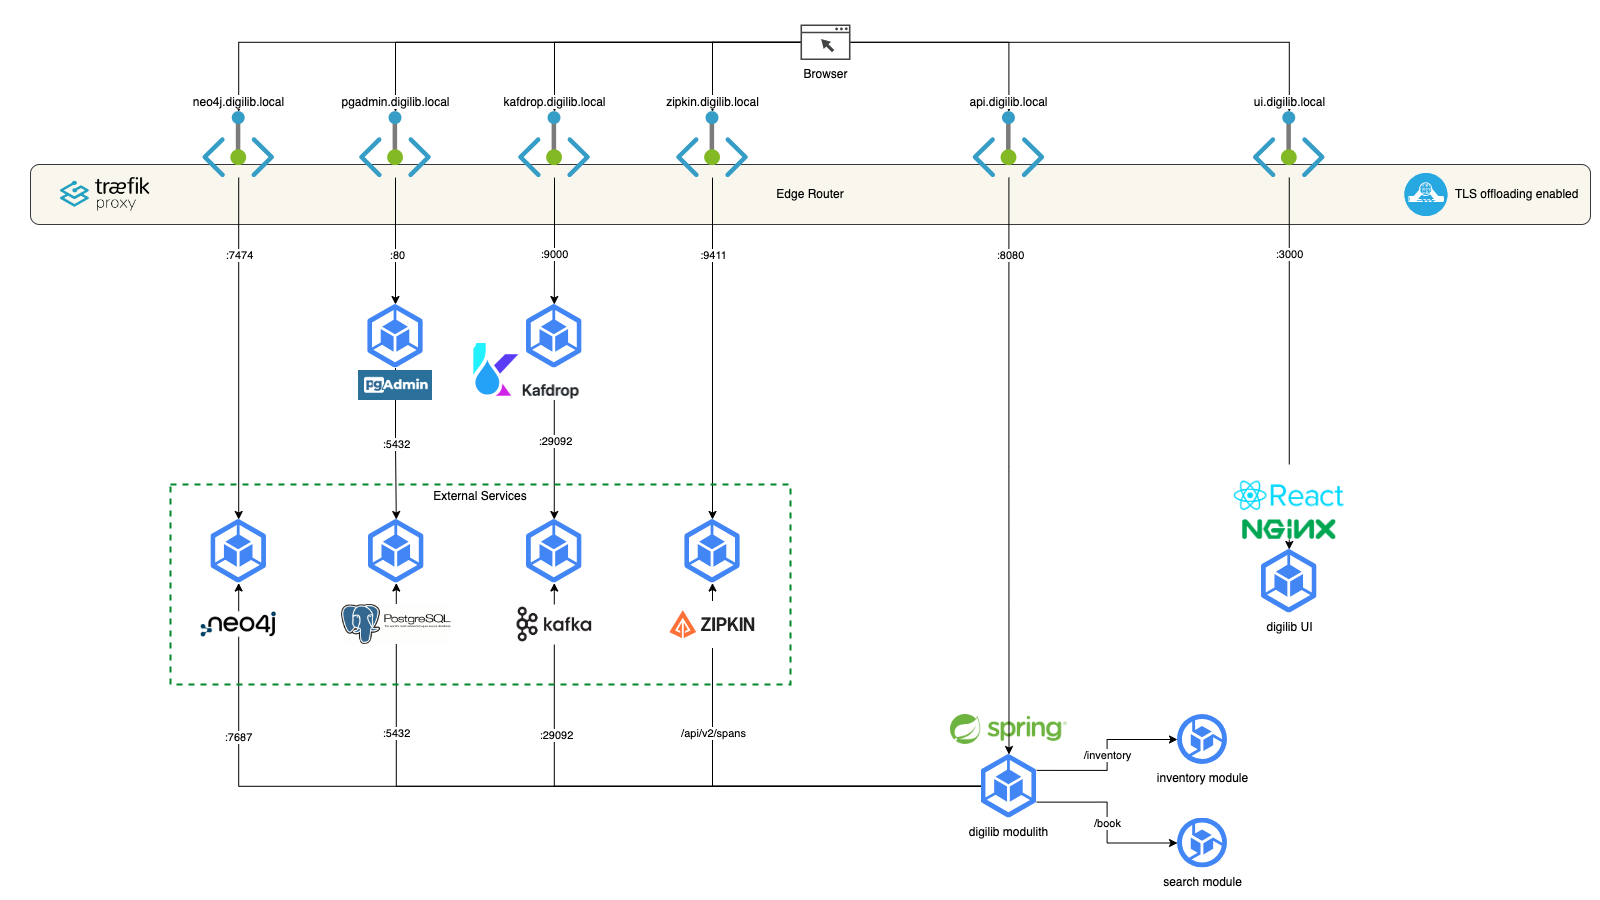 Browser
neo4j.digilib.local
pgadmin.digilib.local
kafdrop.digilib.local
zipkin.digilib.local
api.digilib.local
ui.digilib.local
træfik
proxy
Edge Router
TLS offloading enabled
:7474
:80
:9000
:9411
:8080
:3000
pgAdmin
Kafdrop
:5432
:29092
External Services
React
NGINX
neo4j
PostgreSQL
kafka
ZIPKIN
digilib UI
:7687
:5432
:29092
/api/v2/spans
spring
/inventory
inventory module
digilib modulith
/book
search module